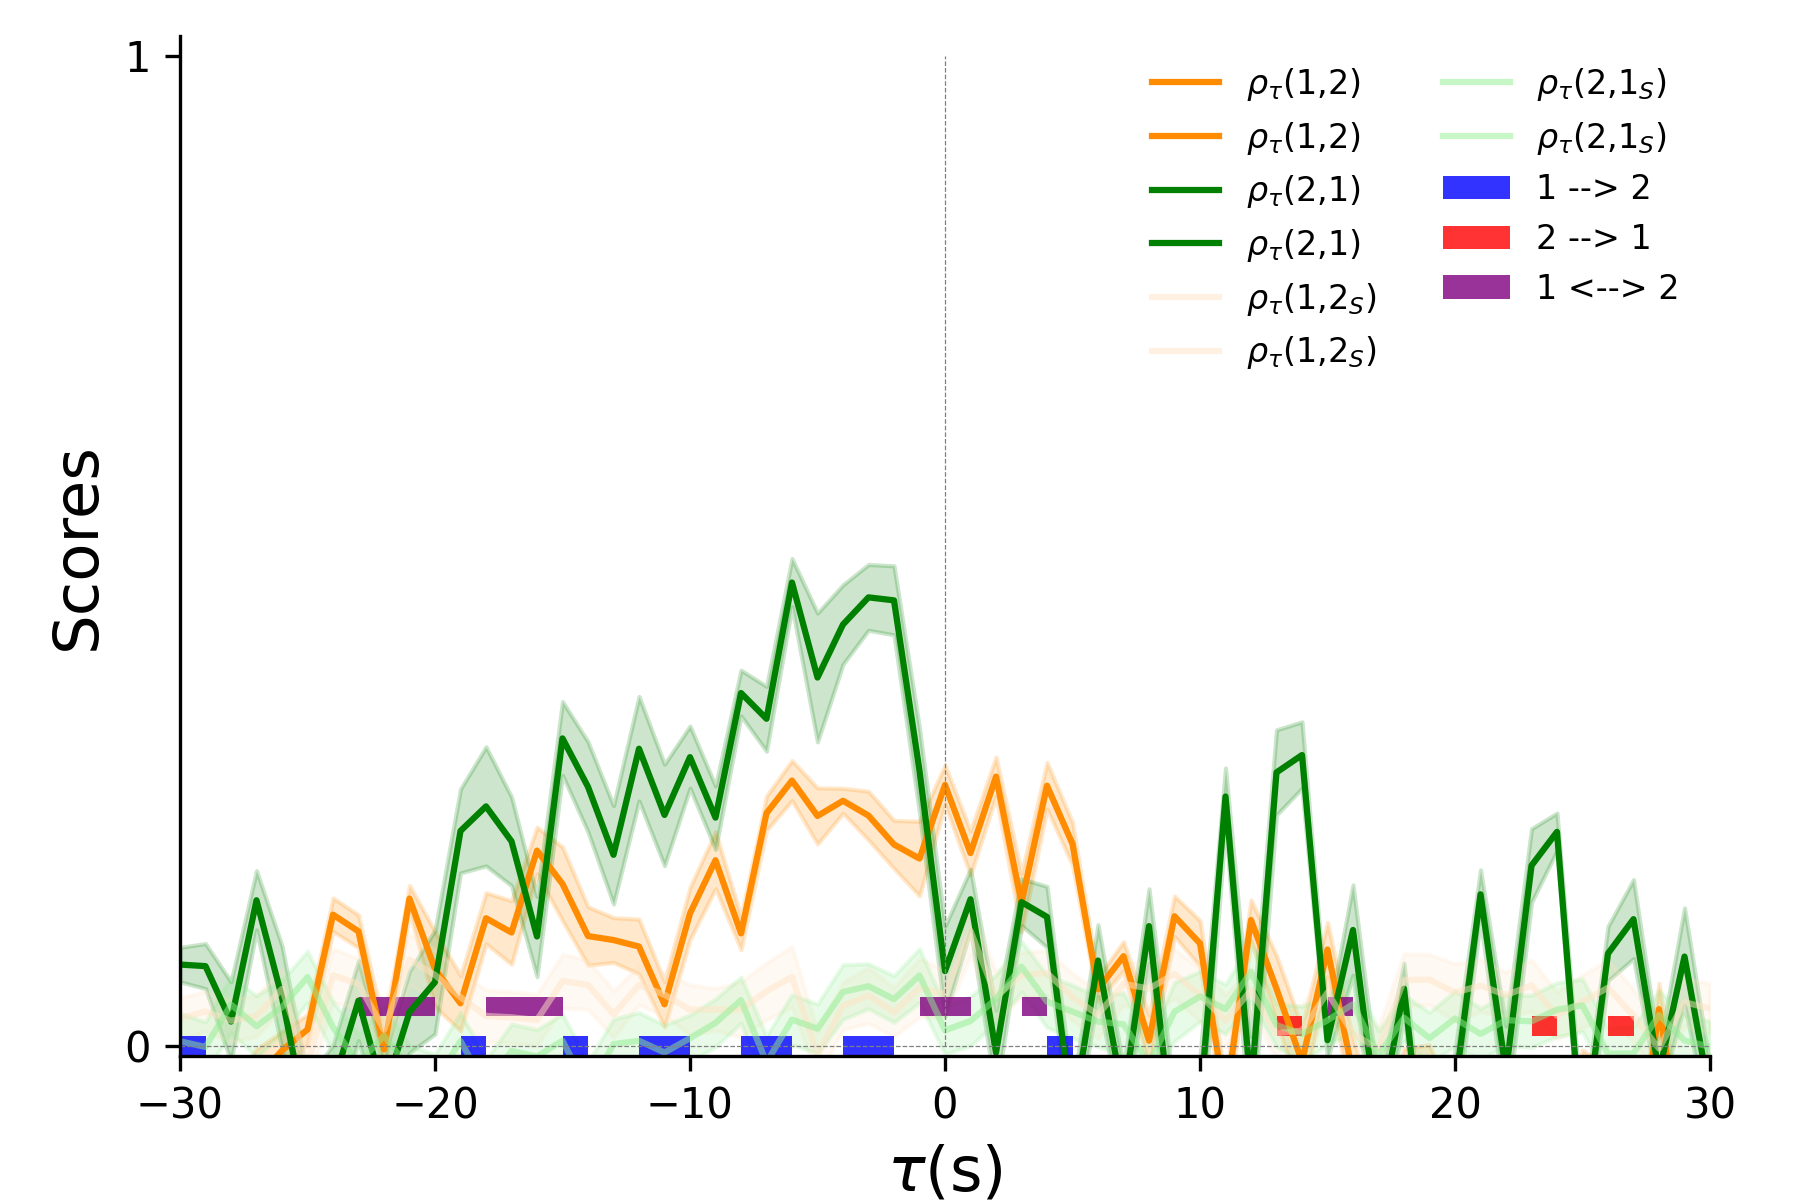 Scores
1
0
−30 −20 −10 0 10 20 30
τ(s)
ρτ(1,2)
ρτ(1,2)
ρτ(2,1)
ρτ(2,1)
ρτ(1,2S)
ρτ(1,2S)
ρτ(2,1S)
ρτ(2,1S)
1 --> 2
2 --> 1
1 <--> 2